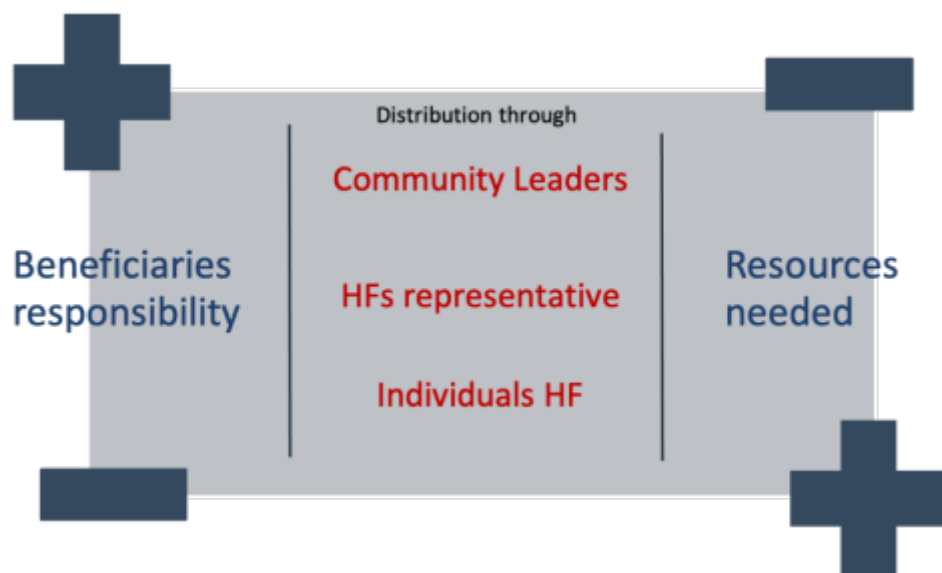 Distribution through
Community Leaders
Beneficiaries
responsibility
HFs representative
Resources
needed
Individuals HF